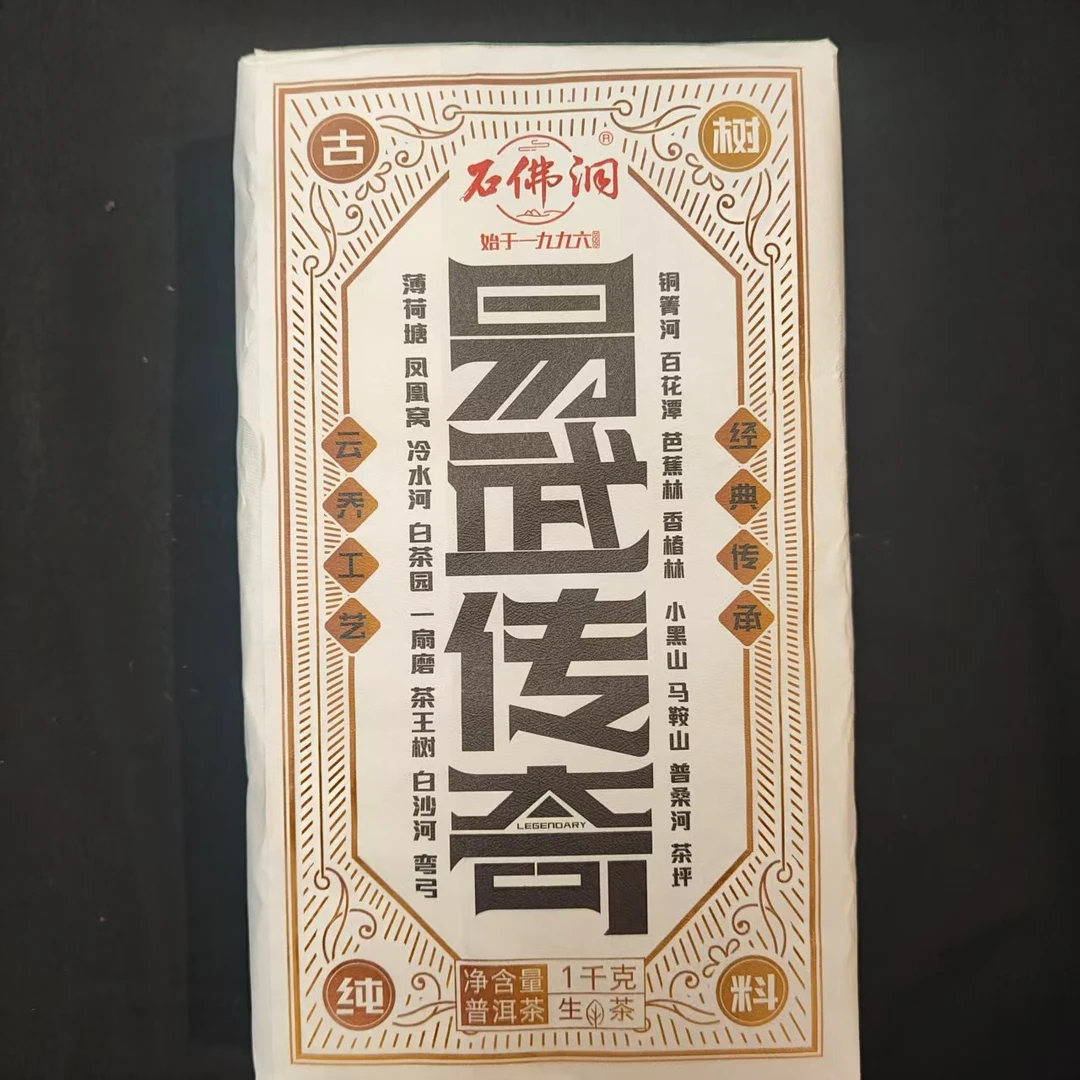 古
树
石佛洞®
始于一九九六
易武传奇
LEGENDARY
铜箐河 百花潭 芭蕉林 香椿林 小黑山 马鞍山 普桑河 茶坪
薄荷塘 凤凰窝 冷水河 白茶园 一扇磨 茶王树 白沙河 弯弓
经典传承
云乔工艺
纯
料
净含量 1千克
普洱茶 生茶